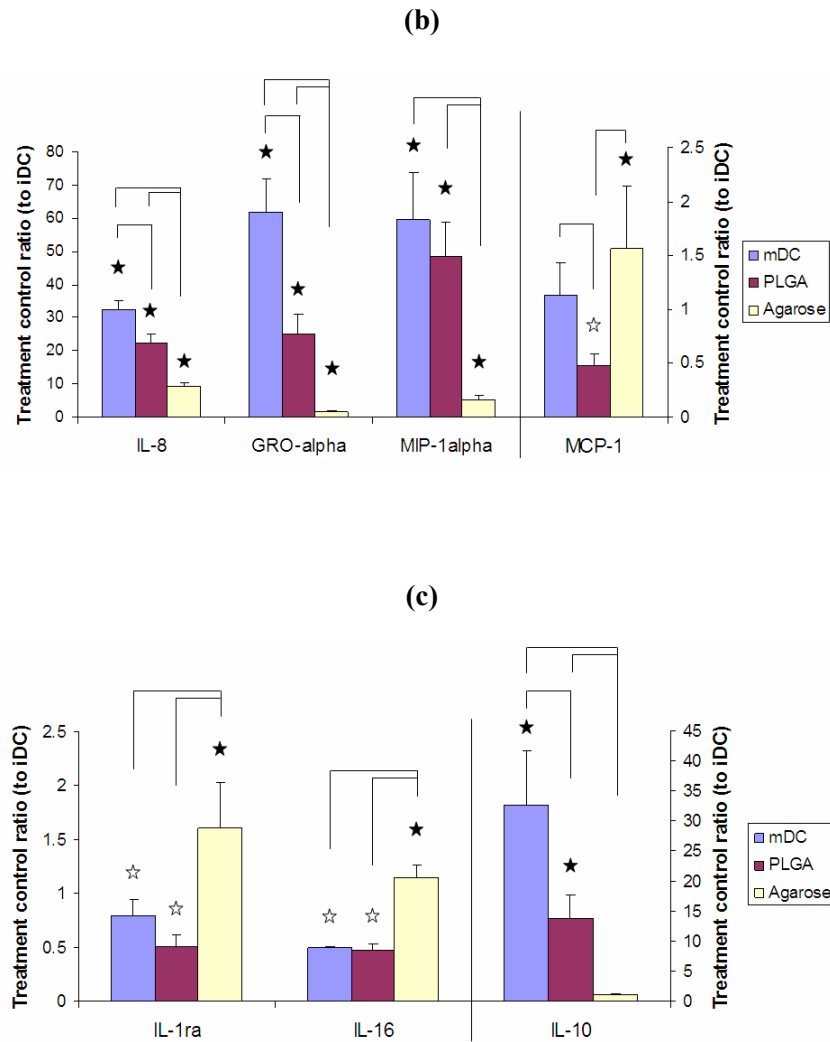 (b)
Treatment control ratio (to iDC)
80
70
60
50
40
30
20
10
0
IL-8
GRO-alpha
MIP-1alpha
MCP-1
2.5
2
1.5
1
0.5
0
Treatment control ratio (to iDC)
mDC
PLGA
Agarose
(c)
Treatment control ratio (to iDC)
2.5
2
1.5
1
0.5
0
IL-1ra
IL-16
IL-10
45
40
35
30
25
20
15
10
5
0
Treatment control ratio (to iDC)
mDC
PLGA
Agarose